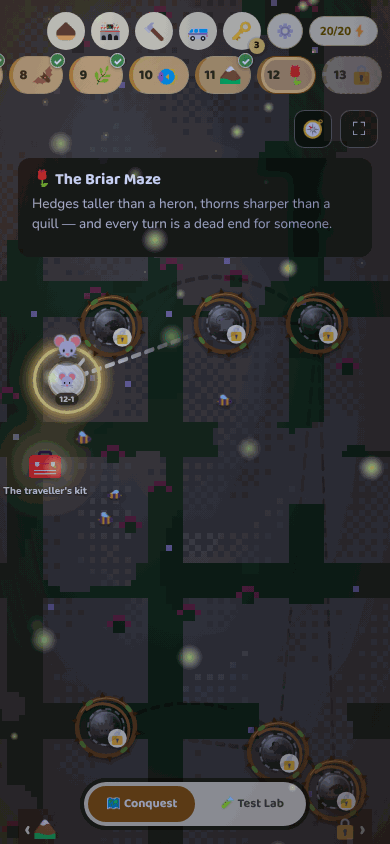 20/20
3
8
9
10
11
12
13
The Briar Maze
Hedges taller than a heron, thorns sharper than a
quill — and every turn is a dead end for someone.
12-1
The traveller's kit
Conquest
Test Lab